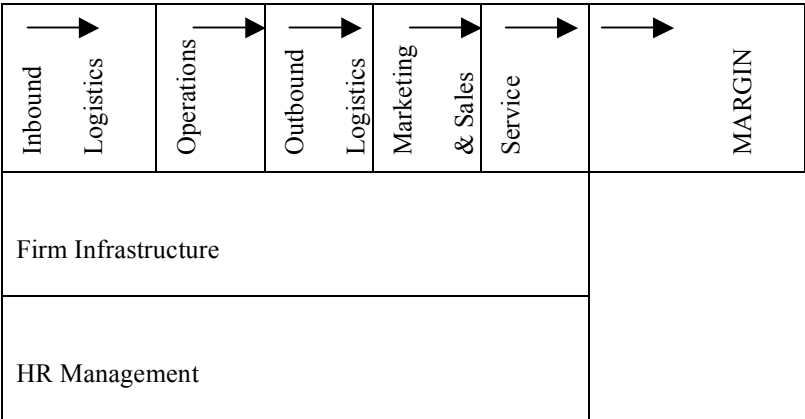 Inbound
Logistics
Operations
Outbound
Logistics
Marketing
& Sales
Service
MARGIN
Firm Infrastructure
HR Management